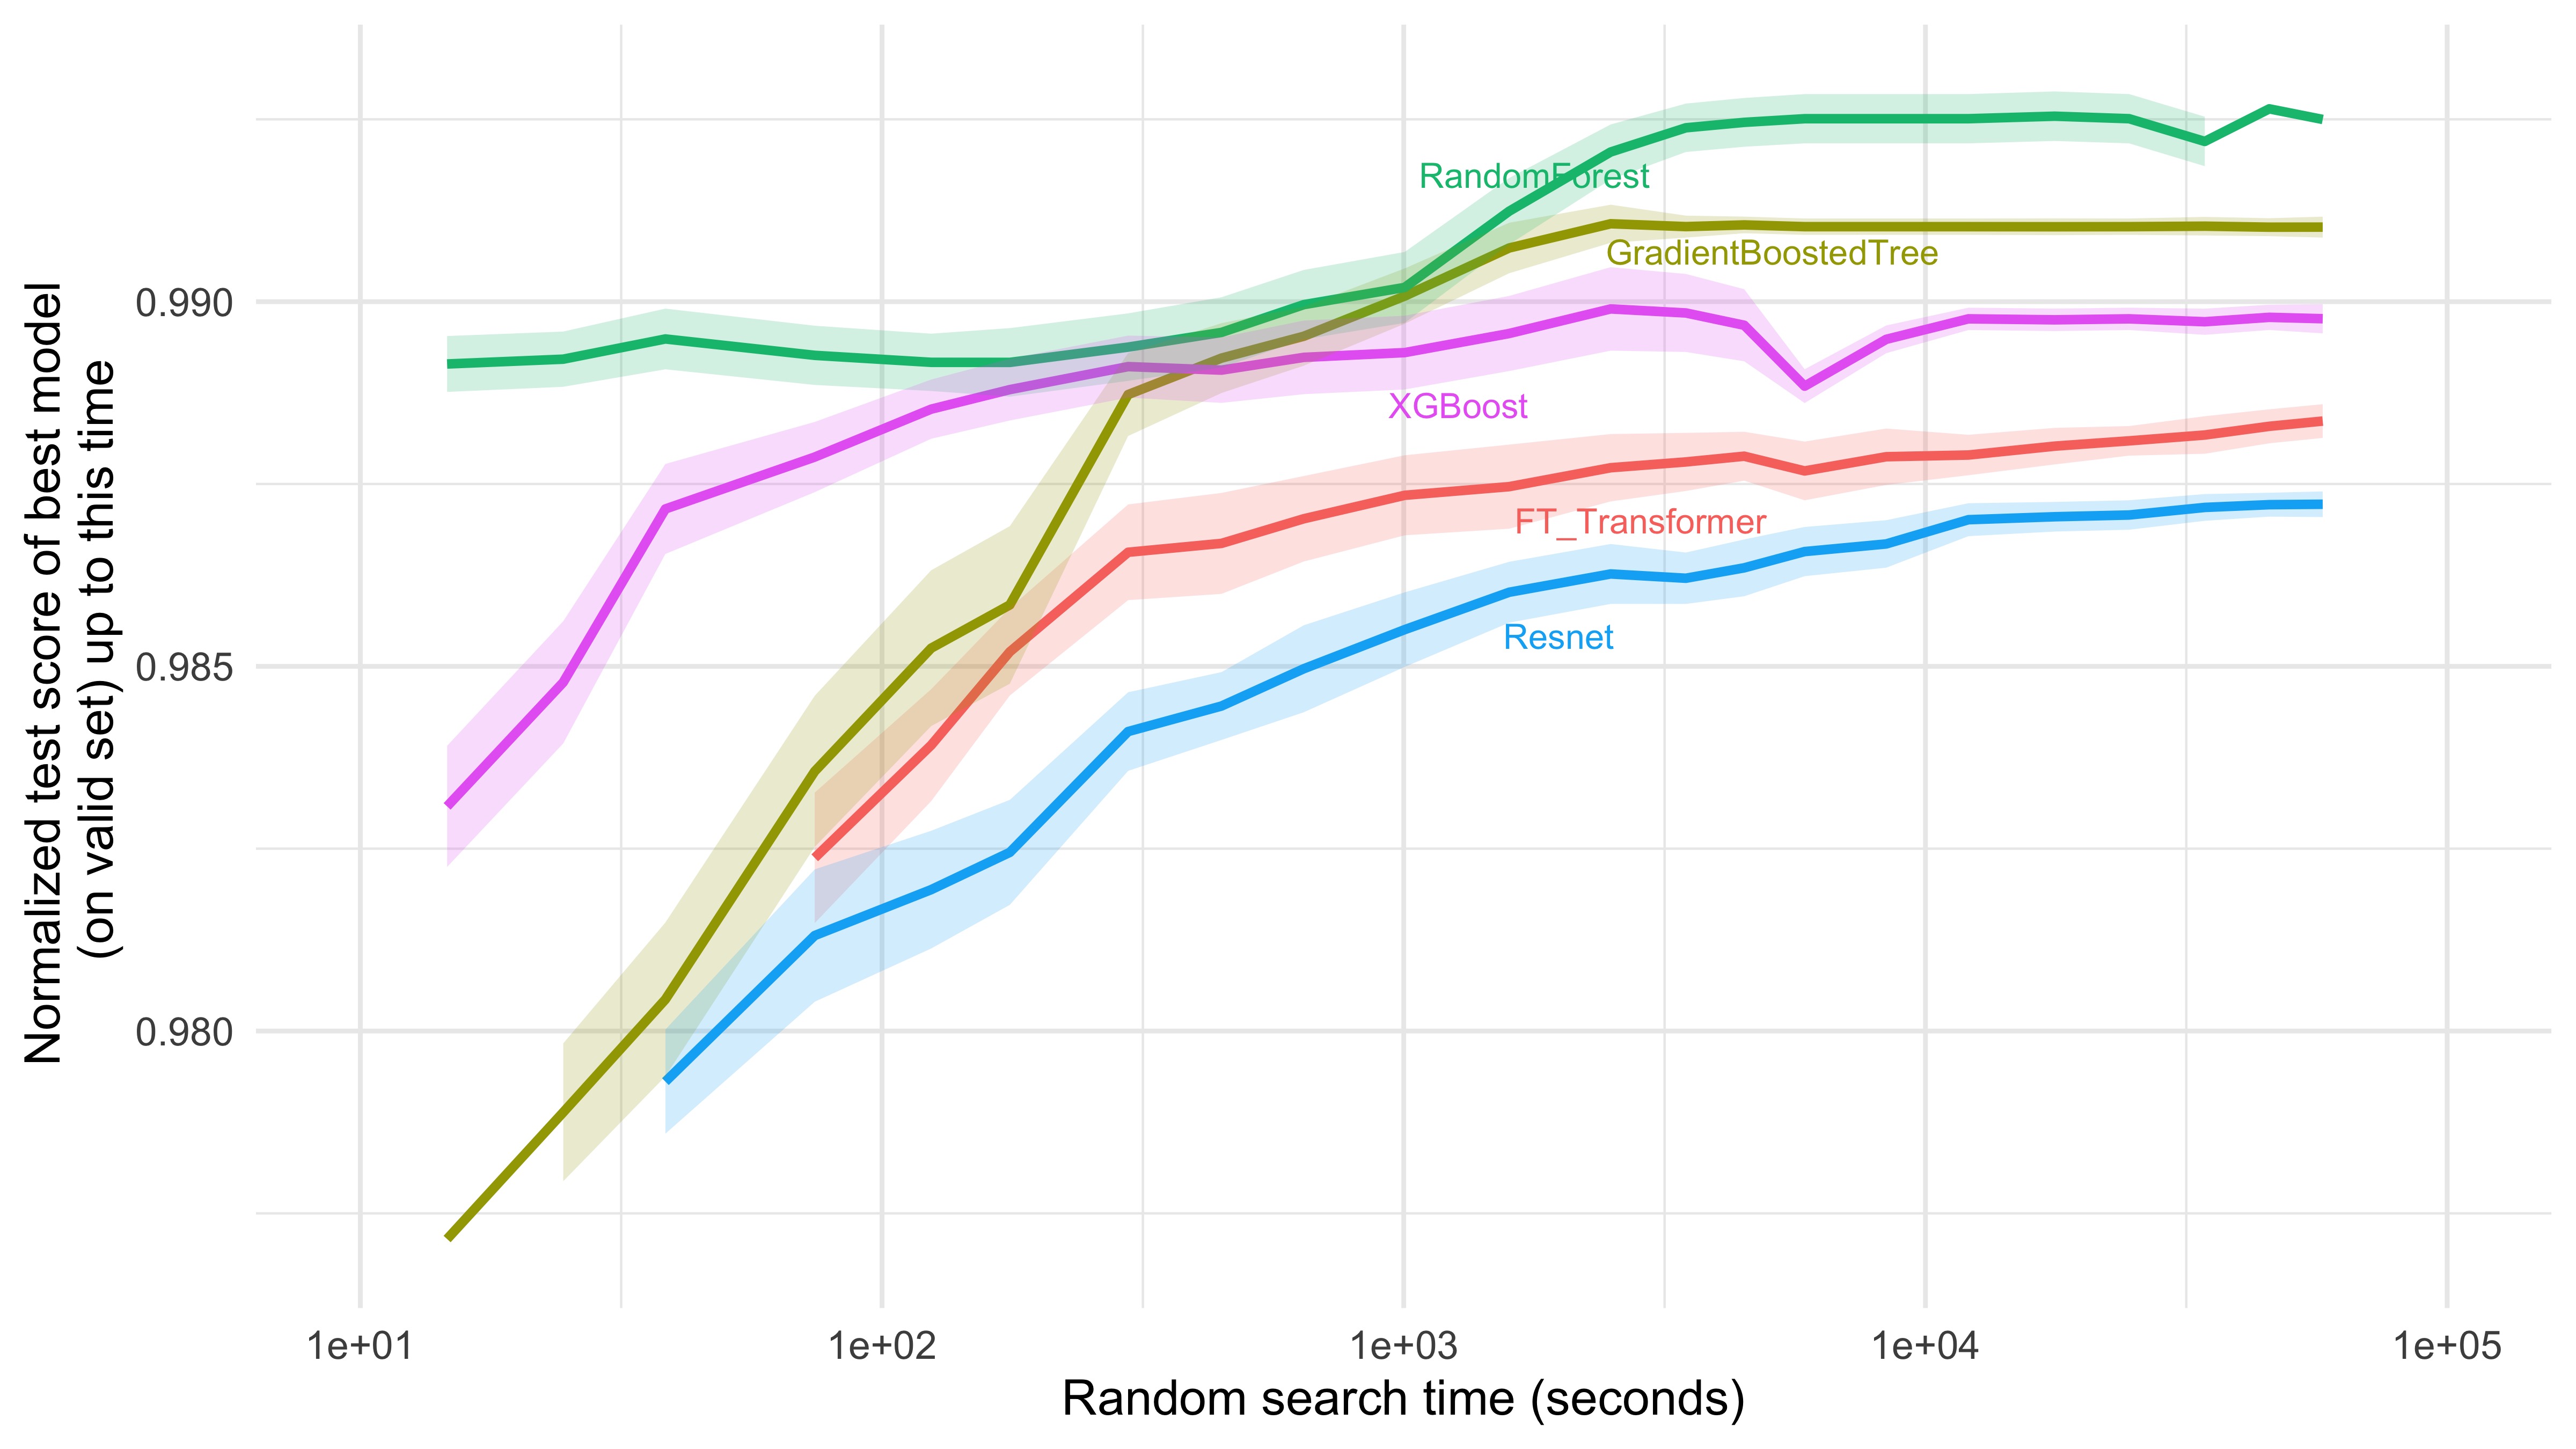 Normalized test score of best model
(on valid set) up to this time
0.990
0.985
0.980
RandomForest
GradientBoostedTree
XGBoost
FT_Transformer
Resnet
1e+01
1e+02
1e+03
1e+04
1e+05
Random search time (seconds)